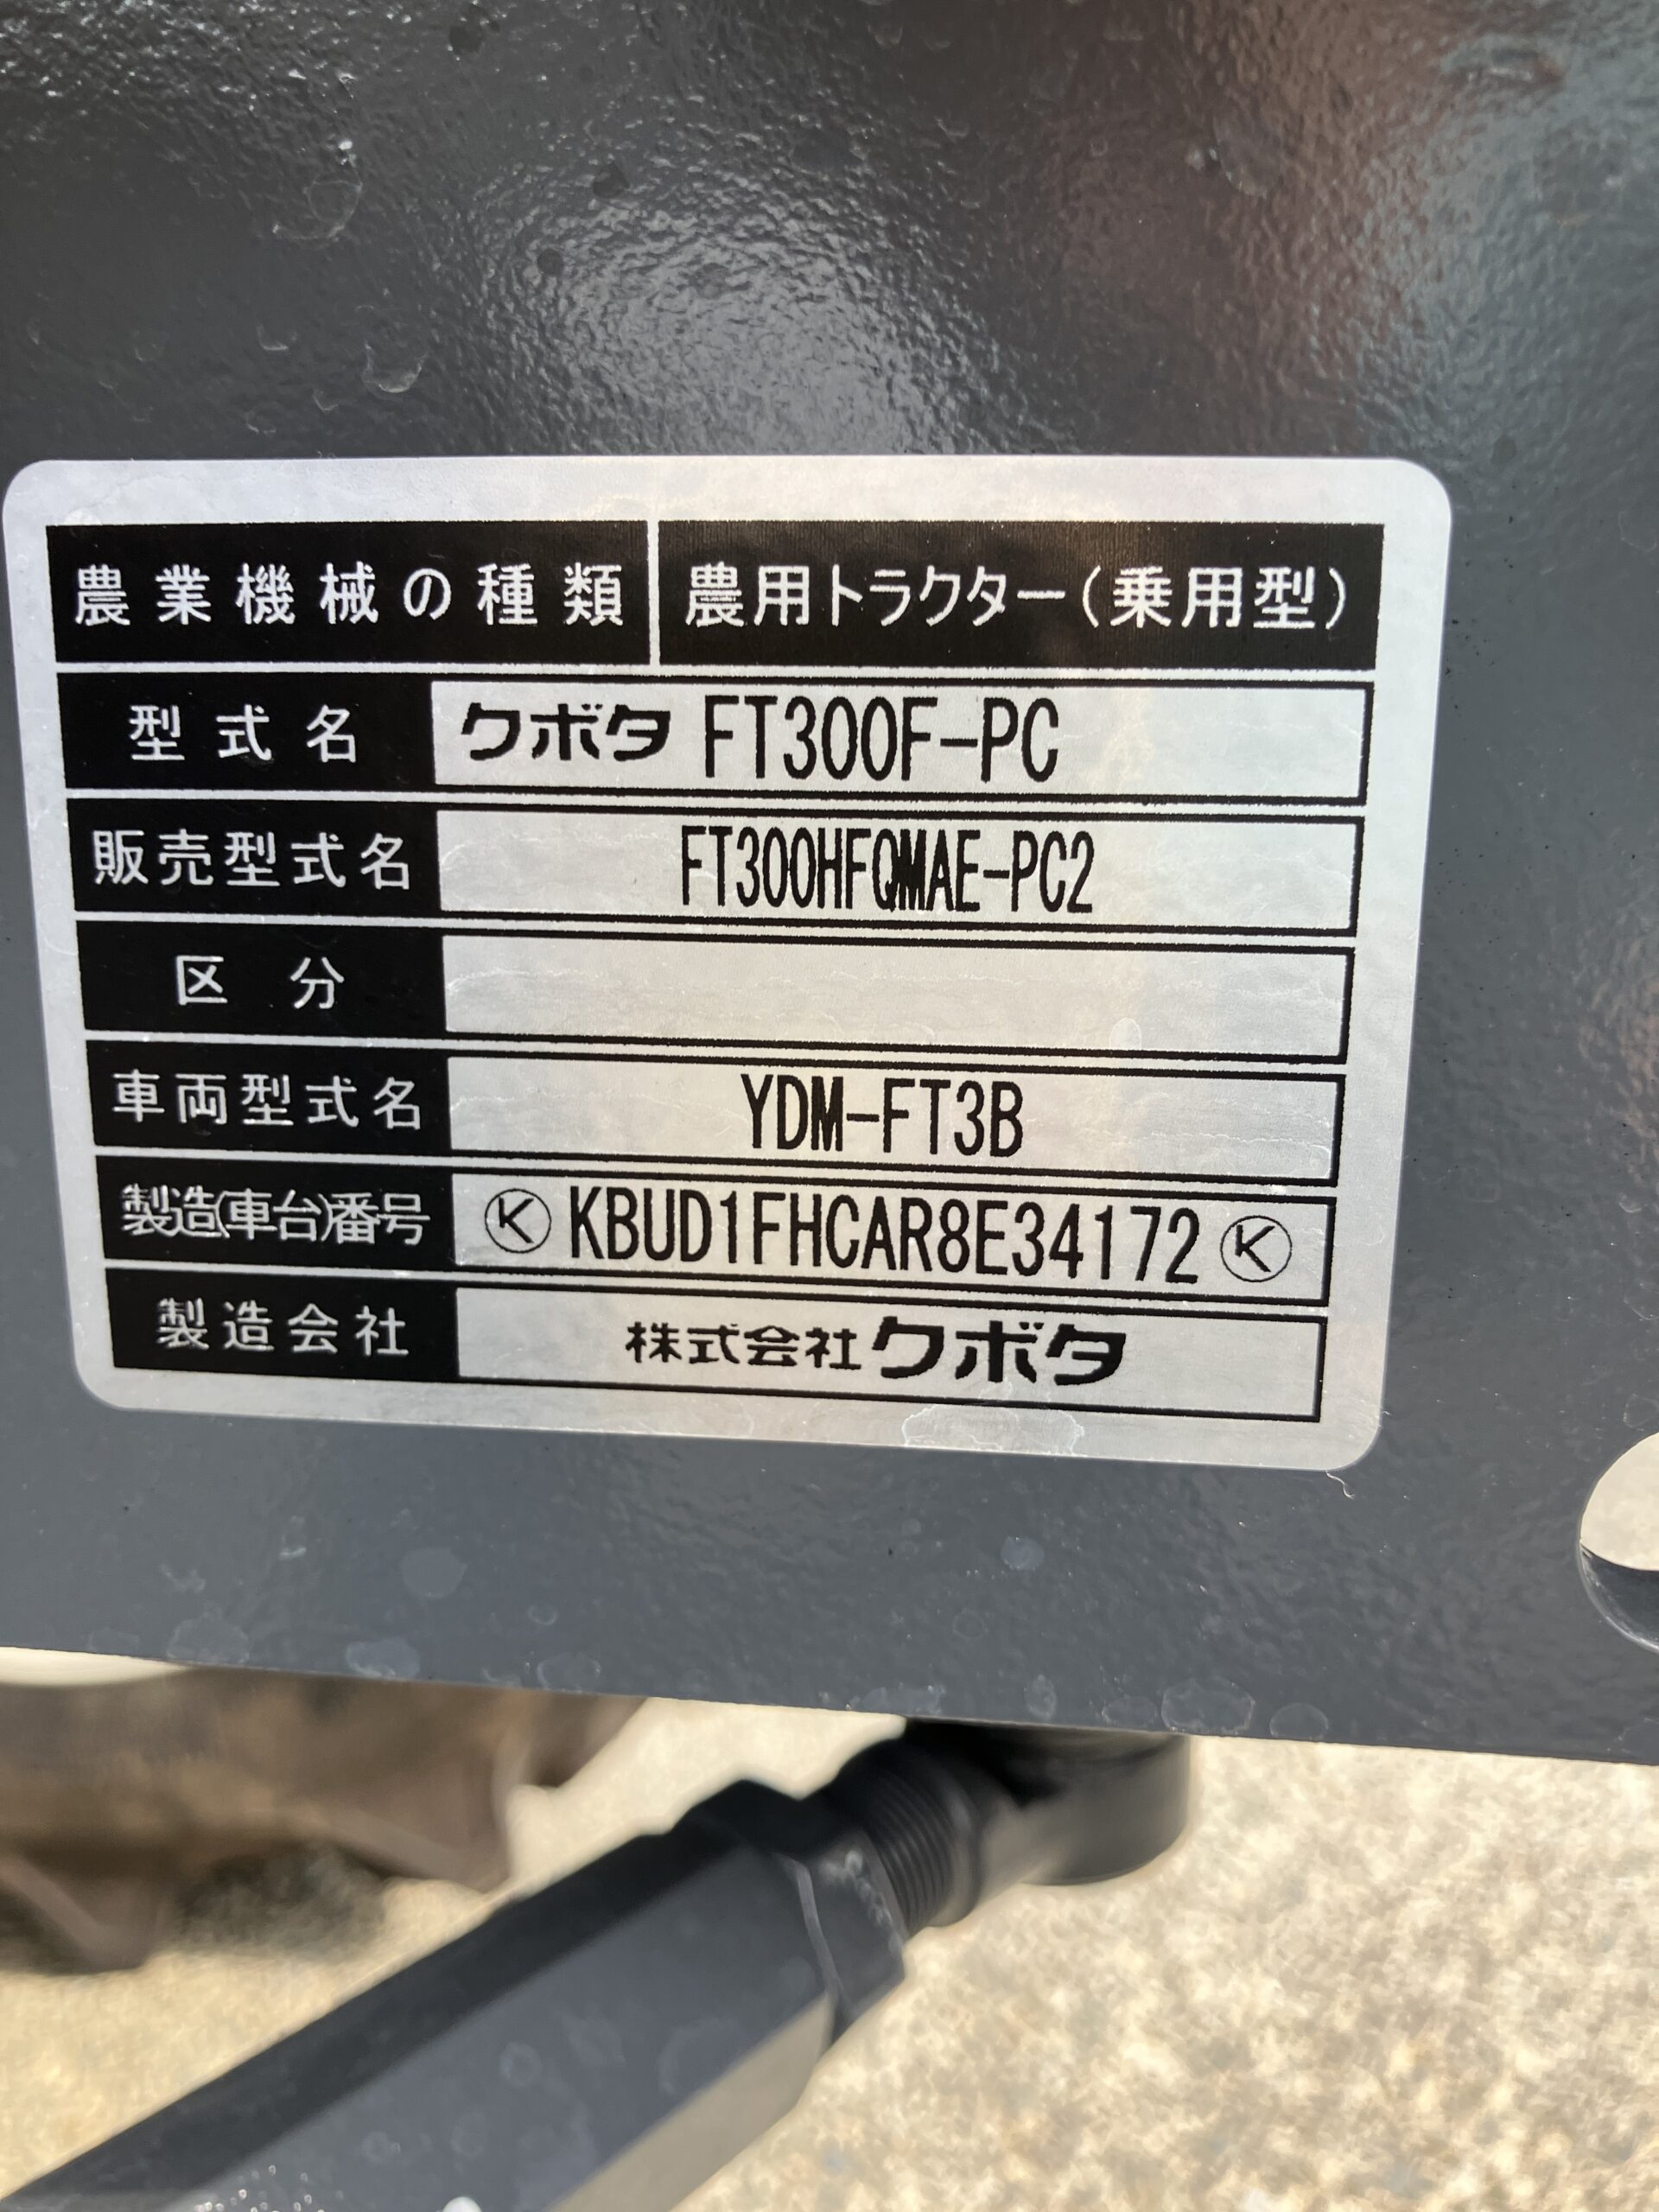 農業機械の種類 農用トラクター(乗用型)
型式名 クボタ FT300F-PC
販売型式名 FT300HFQMAE-PC2
区分
車両型式名 YDM-FT3B
製造(車台)番号 Ⓚ KBUD1FHCAR8E34172 Ⓚ
製造会社 株式会社クボタ